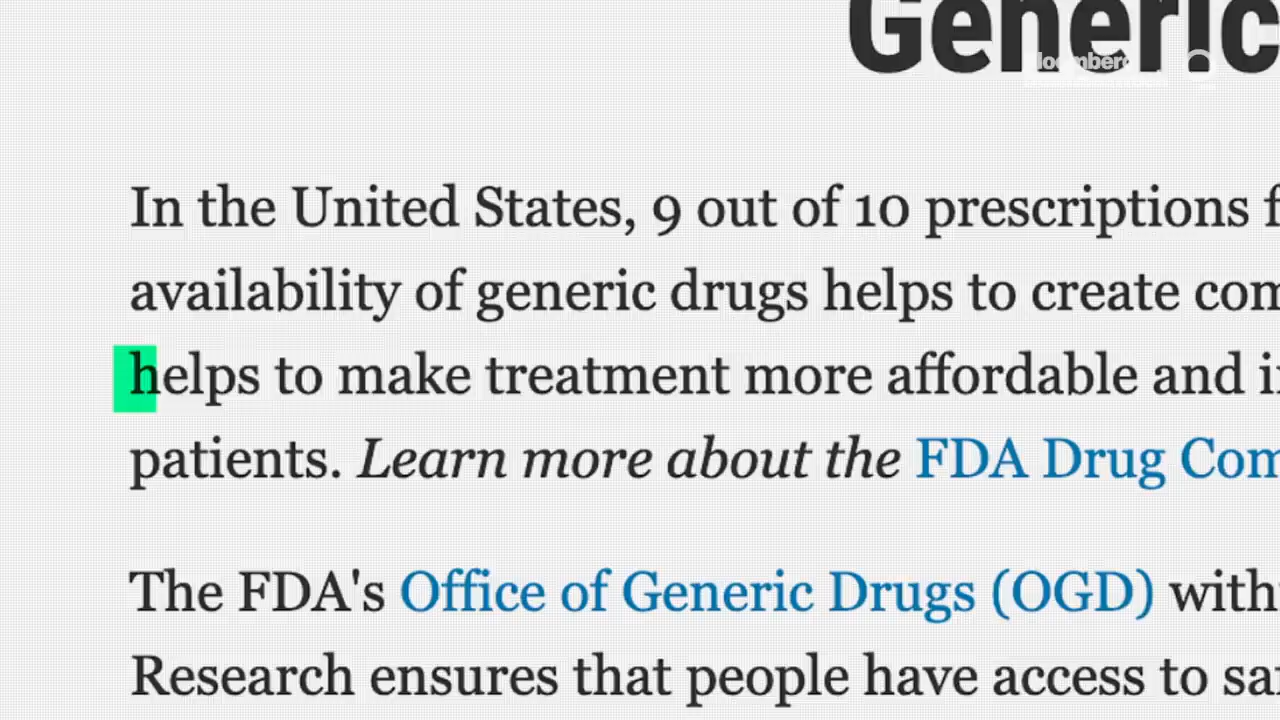 Generic
Bloomberg
In the United States, 9 out of 10 prescriptions f
availability of generic drugs helps to create com
helps to make treatment more affordable and i
patients. Learn more about the FDA Drug Com
The FDA's Office of Generic Drugs (OGD) with
Research ensures that people have access to sa